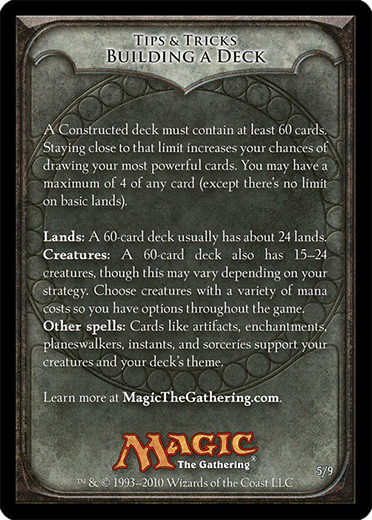 Tips & Tricks
Building a Deck
A Constructed deck must contain at least 60 cards.
Staying close to that limit increases your chances of
drawing your most powerful cards. You may have a
maximum of 4 of any card (except there's no limit
on basic lands).
Lands: A 60-card deck usually has about 24 lands.
Creatures: A 60-card deck also has 15–24
creatures, though this may vary depending on your
strategy. Choose creatures with a variety of mana
costs so you have options throughout the game.
Other spells: Cards like artifacts, enchantments,
planeswalkers, instants, and sorceries support your
creatures and your deck's theme.
Learn more at MagicTheGathering.com.
Magic
The Gathering®
5/9
™ & © 1993–2010 Wizards of the Coast LLC